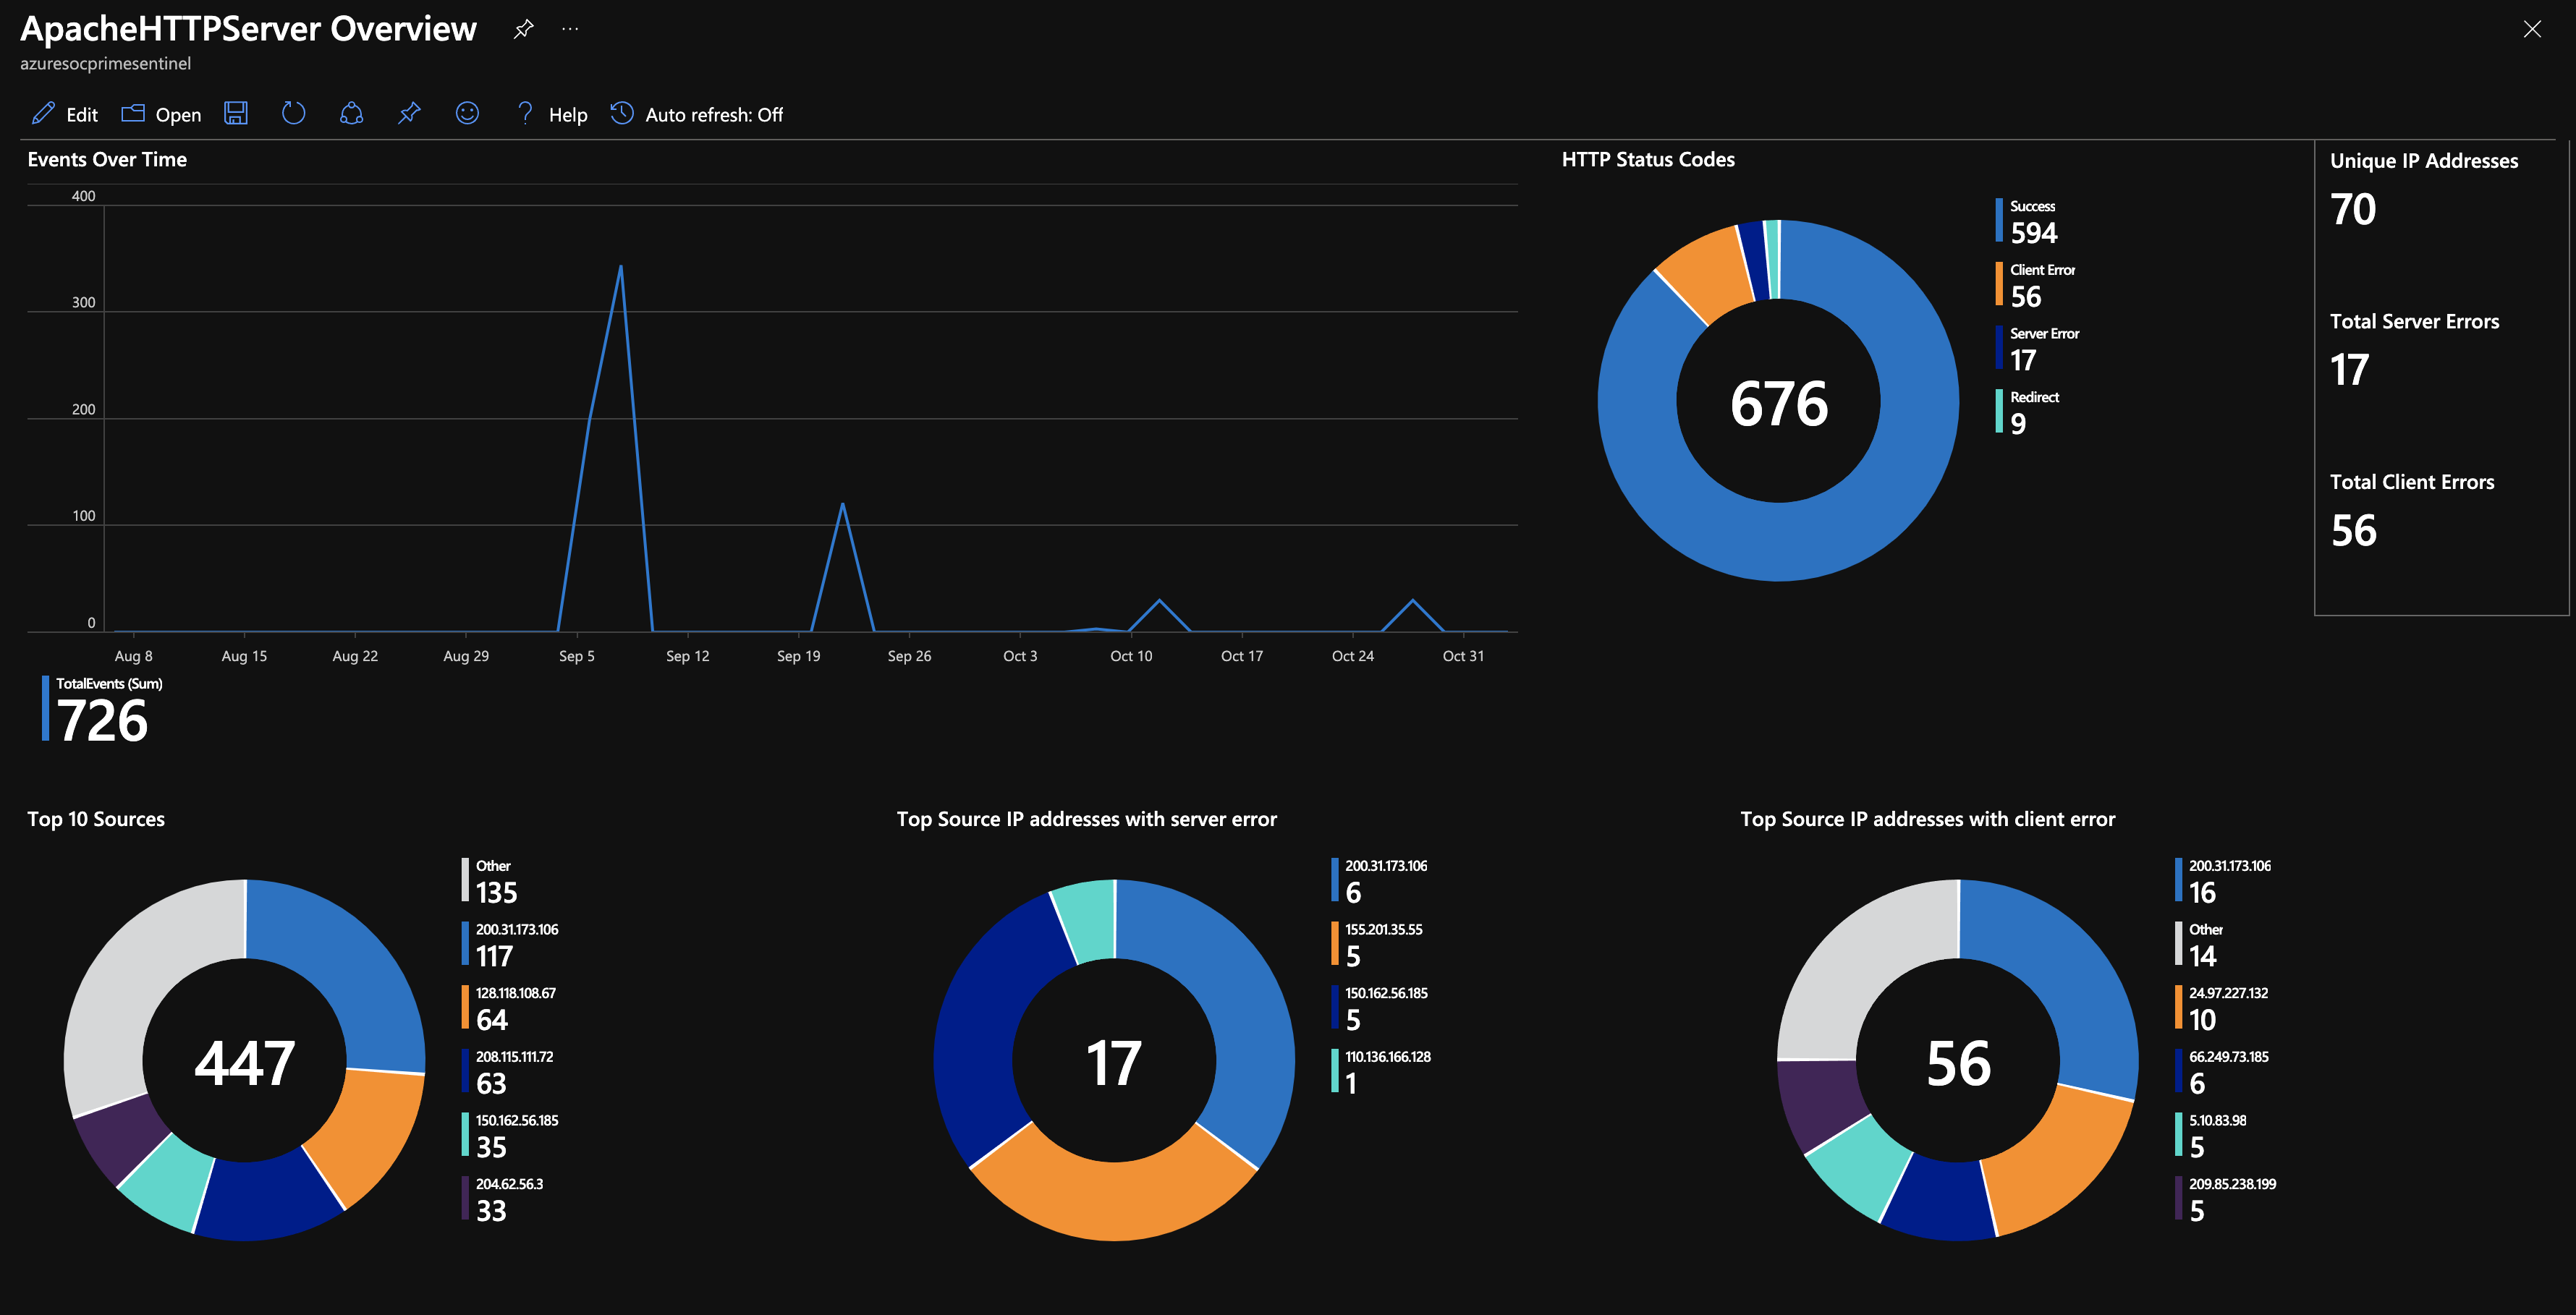 ApacheHTTPServer Overview
azuresocprimesentinel
Edit Open Help Auto refresh: Off
Events Over Time
400
300
200
100
0
Aug 8 Aug 15 Aug 22 Aug 29 Sep 5 Sep 12 Sep 19 Sep 26 Oct 3 Oct 10 Oct 17 Oct 24 Oct 31
TotalEvents (Sum)
726
HTTP Status Codes
676
Success
594
Client Error
56
Server Error
17
Redirect
9
Unique IP Addresses
70
Total Server Errors
17
Total Client Errors
56
Top 10 Sources
447
Other
135
200.31.173.106
117
128.118.108.67
64
208.115.111.72
63
150.162.56.185
35
204.62.56.3
33
Top Source IP addresses with server error
17
200.31.173.106
6
155.201.35.55
5
150.162.56.185
5
110.136.166.128
1
Top Source IP addresses with client error
56
200.31.173.106
16
Other
14
24.97.227.132
10
66.249.73.185
6
5.10.83.98
5
209.85.238.199
5